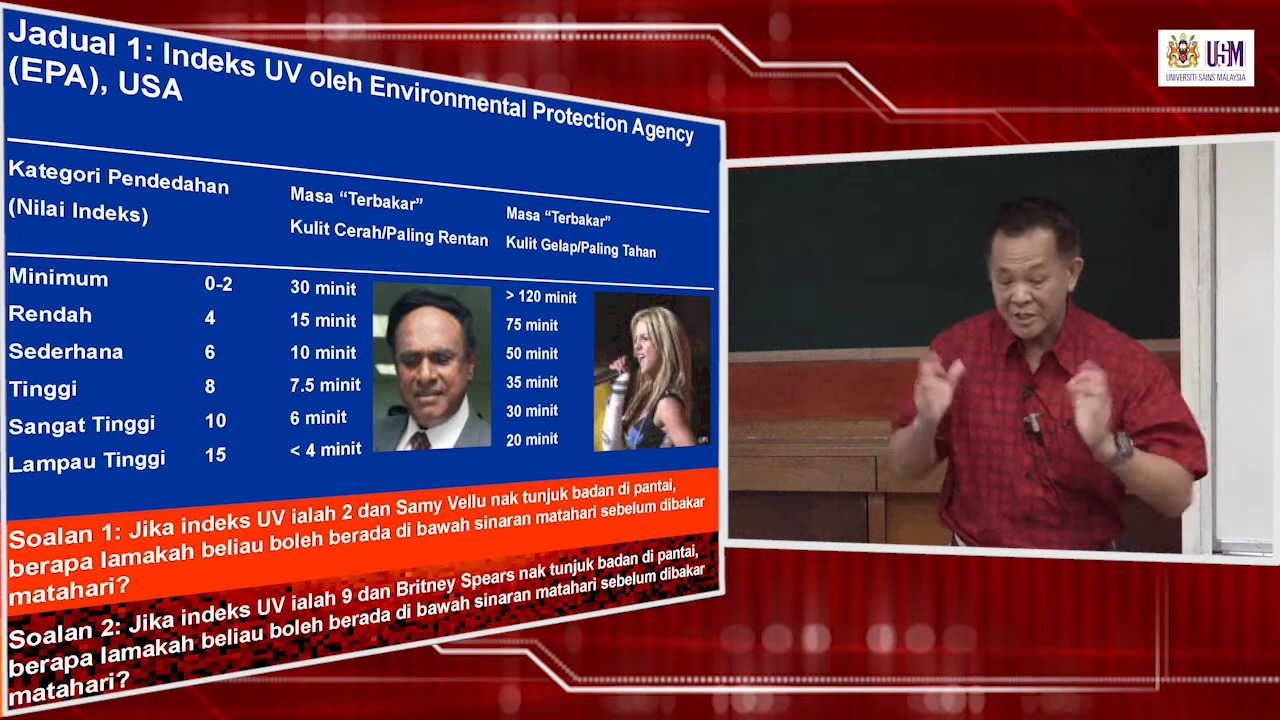 Jadual 1: Indeks UV oleh Environmental Protection Agency
(EPA), USA
Kategori Pendedahan
(Nilai Indeks)
Masa “Terbakar”
Kulit Cerah/Paling Rentan
Masa “Terbakar”
Kulit Gelap/Paling Tahan
Minimum 0-2 30 minit > 120 minit
Rendah 4 15 minit 75 minit
Sederhana 6 10 minit 50 minit
Tinggi 8 7.5 minit 35 minit
Sangat Tinggi 10 6 minit 30 minit
Lampau Tinggi 15 < 4 minit 20 minit
Soalan 1: Jika indeks UV ialah 2 dan Samy Vellu nak tunjuk badan di pantai,
berapa lamakah beliau boleh berada di bawah sinaran matahari sebelum dibakar
matahari?
Soalan 2: Jika indeks UV ialah 9 dan Britney Spears nak tunjuk badan di pantai,
berapa lamakah beliau boleh berada di bawah sinaran matahari sebelum dibakar
matahari?
USM
UNIVERSITI SAINS MALAYSIA